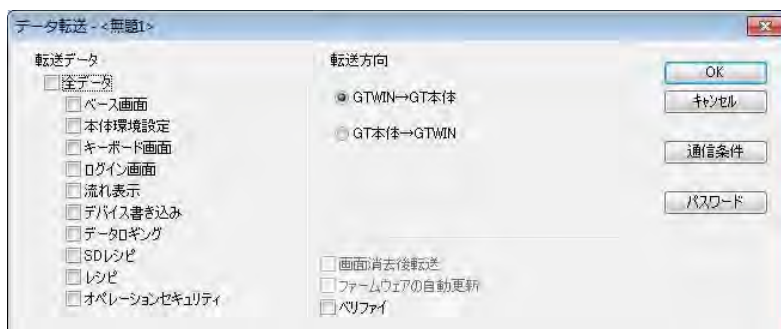 データ転送 - <無題1>
転送データ
全データ
ベース画面
本体環境設定
キーボード画面
ログイン画面
流れ表示
デバイス書き込み
データロギング
SDレシピ
レシピ
オペレーションセキュリティ
転送方向
GTWIN→GT本体
GT本体→GTWIN
画面消去後転送
ファームウェアの自動更新
ベリファイ
OK
キャンセル
通信条件
パスワード